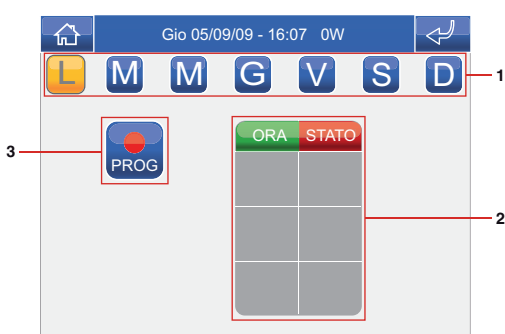 Gio 05/09/09 - 16:07 0W
L M M G V S D
1
3
PROG
ORA STATO
2